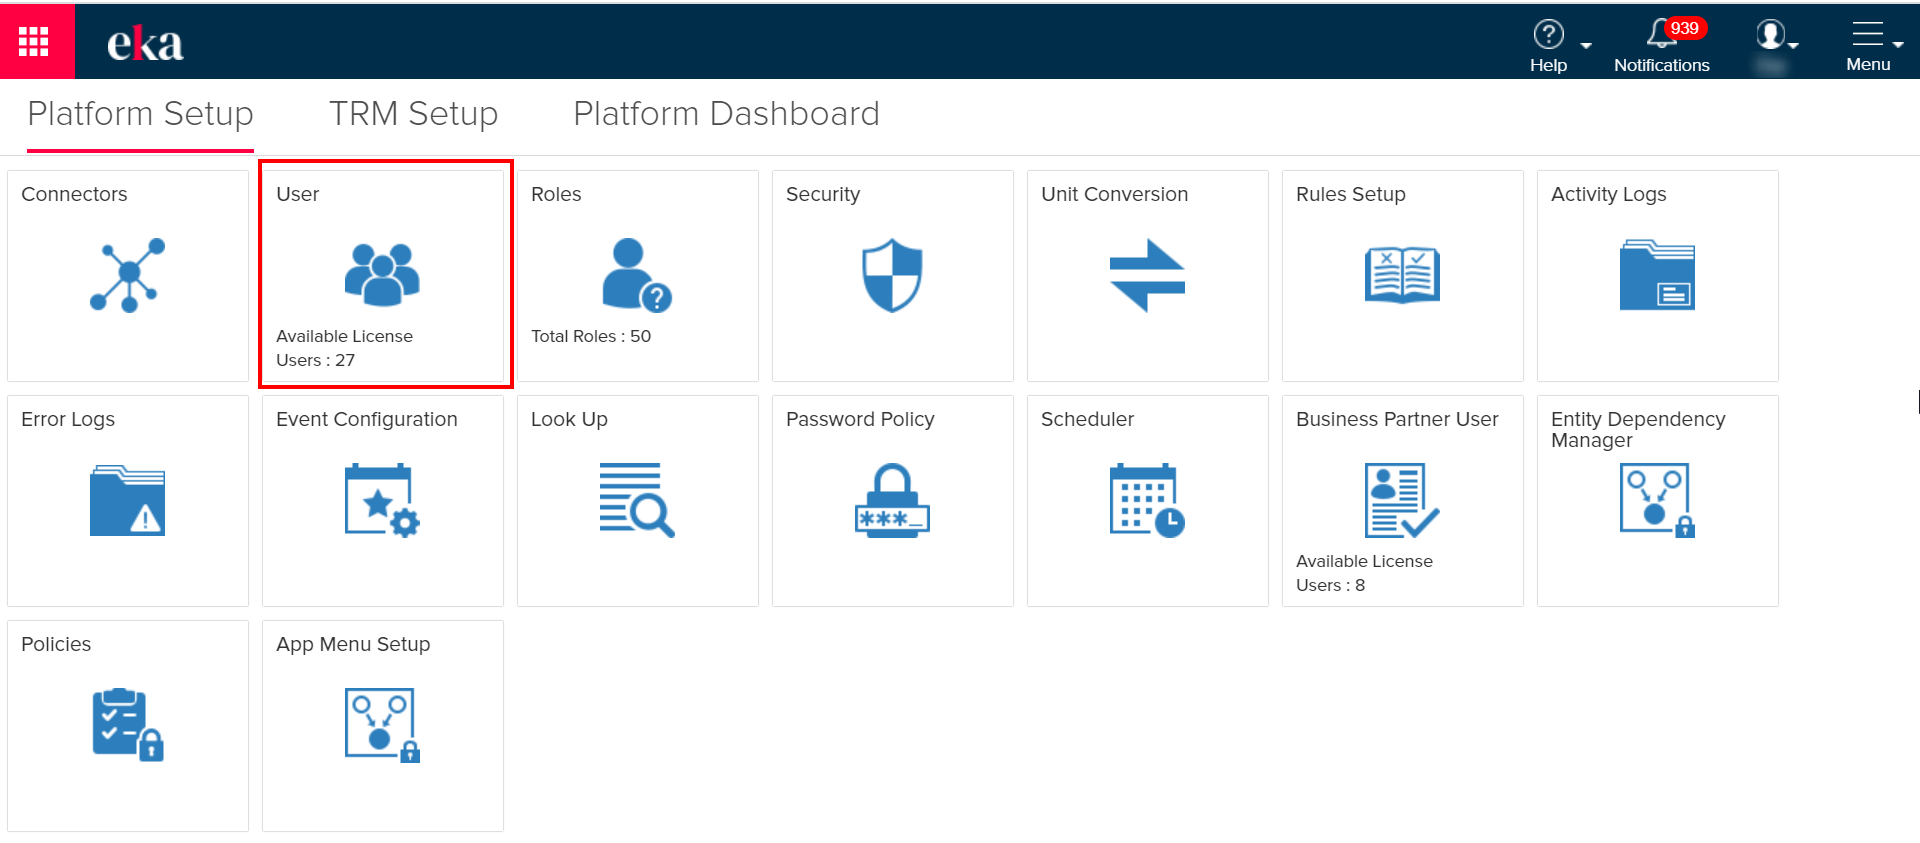 eka
Help
939
Notifications
Menu
Platform Setup
TRM Setup
Platform Dashboard
Connectors
User
Available License
Users : 27
Roles
Total Roles : 50
Security
Unit Conversion
Rules Setup
Activity Logs
Error Logs
Event Configuration
Look Up
Password Policy
***_
Scheduler
Business Partner User
Available License
Users : 8
Entity Dependency
Manager
Policies
App Menu Setup